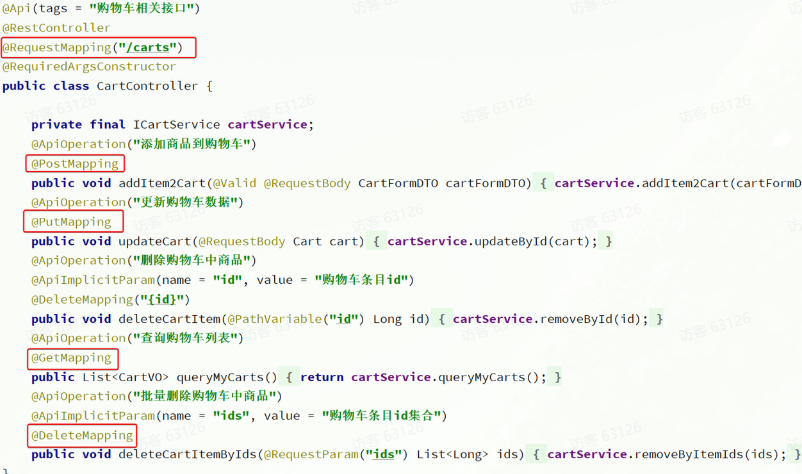 @Api(tags = "购物车相关接口")
@RestController
@RequestMapping("/carts")
@RequiredArgsConstructor
public class CartController {
private final ICartService cartService;
@ApiOperation("添加商品到购物车")
@PostMapping
public void addItem2Cart(@Valid @RequestBody CartFormDTO cartFormDTO) { cartService.addItem2Cart(cartFormD
@ApiOperation("更新购物车数据")
@PutMapping
public void updateCart(@RequestBody Cart cart) { cartService.updateById(cart); }
@ApiOperation("删除购物车中商品")
@ApiImplicitParam(name = "id", value = "购物车条目id")
@DeleteMapping("{id}")
public void deleteCartItem(@PathVariable("id") Long id) { cartService.removeById(id); }
@ApiOperation("查询购物车列表")
@GetMapping
public List<CartVO> queryMyCarts() { return cartService.queryMyCarts(); }
@ApiOperation("批量删除购物车中商品")
@ApiImplicitParam(name = "ids", value = "购物车条目id集合")
@DeleteMapping
public void deleteCartItemByIds(@RequestParam("ids") List<Long> ids) { cartService.removeByItemIds(ids); }
}
访客 63126